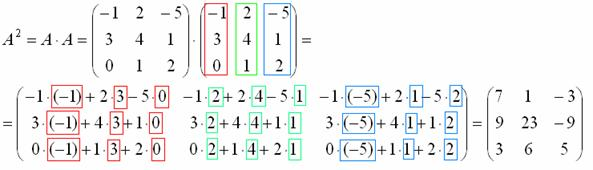 A² = A · A = ( −1 2 −5 ) · ( −1 2 −5 ) =
3 4 1 3 4 1
0 1 2 0 1 2
= ( −1·(−1)+2·3−5·0 −1·2+2·4−5·1 −1·(−5)+2·1−5·2 ) = ( 7 1 −3 )
3·(−1)+4·3+1·0 3·2+4·4+1·1 3·(−5)+4·1+1·2 9 23 −9
0·(−1)+1·3+2·0 0·2+1·4+2·1 0·(−5)+1·1+2·2 3 6 5